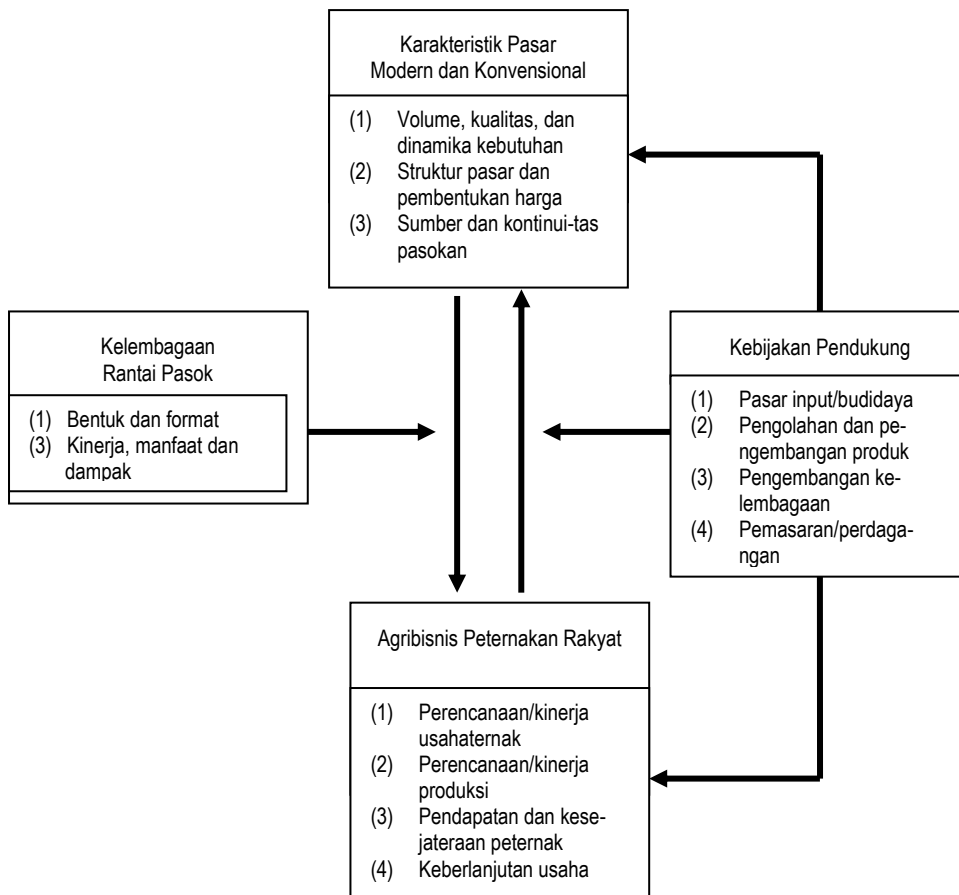 Karakteristik Pasar
Modern dan Konvensional
(1) Volume, kualitas, dan
dinamika kebutuhan
(2) Struktur pasar dan
pembentukan harga
(3) Sumber dan kontinui-tas
pasokan
Kelembagaan
Rantai Pasok
(1) Bentuk dan format
(3) Kinerja, manfaat dan
dampak
Kebijakan Pendukung
(1) Pasar input/budidaya
(2) Pengolahan dan pe-
ngembangan produk
(3) Pengembangan ke-
lembagaan
(4) Pemasaran/perdaga-
ngan
Agribisnis Peternakan Rakyat
(1) Perencanaan/kinerja
usahaternak
(2) Perencanaan/kinerja
produksi
(3) Pendapatan dan kese-
jateraan peternak
(4) Keberlanjutan usaha